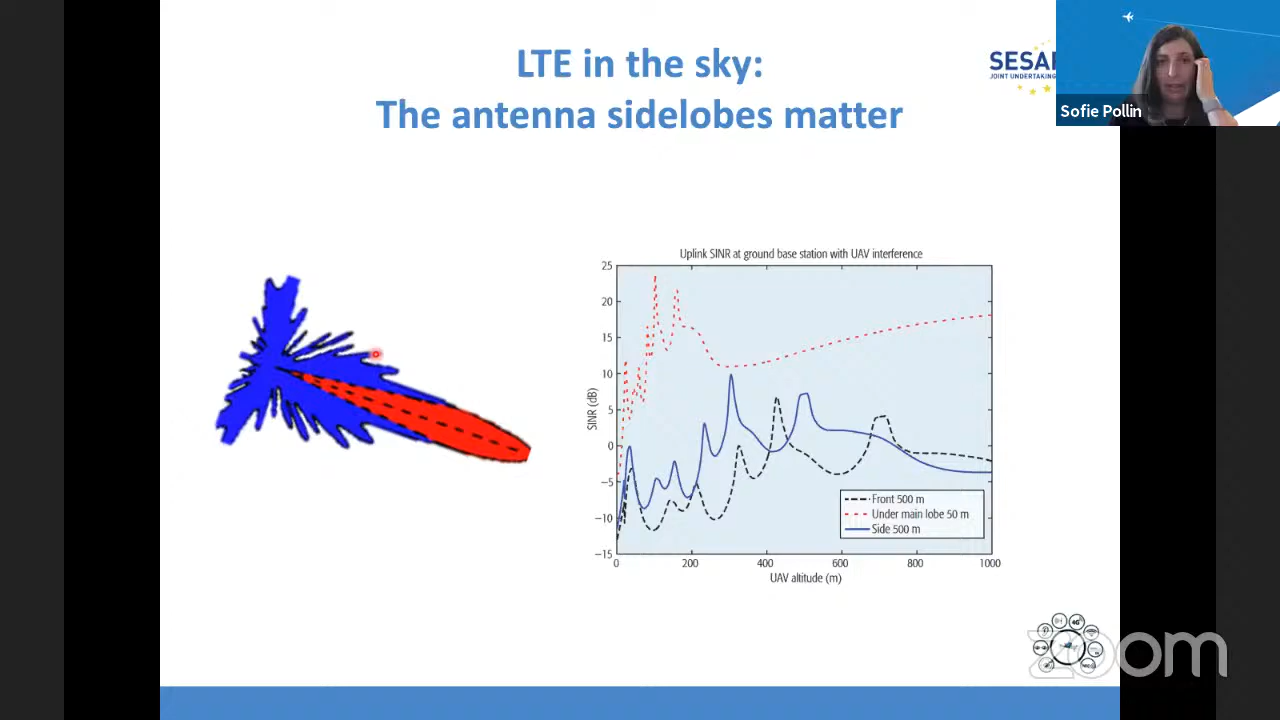 LTE in the sky:
The antenna sidelobes matter
SESAR
JOINT UNDERTAKING
Sofie Pollin
Uplink SINR at ground base station with UAV interference
25
20
15
10
5
0
−5
−10
−15
SINR (dB)
0
200
400
600
800
1000
UAV altitude (m)
Front 500 m
Under main lobe 50 m
Side 500 m
4G
zoom